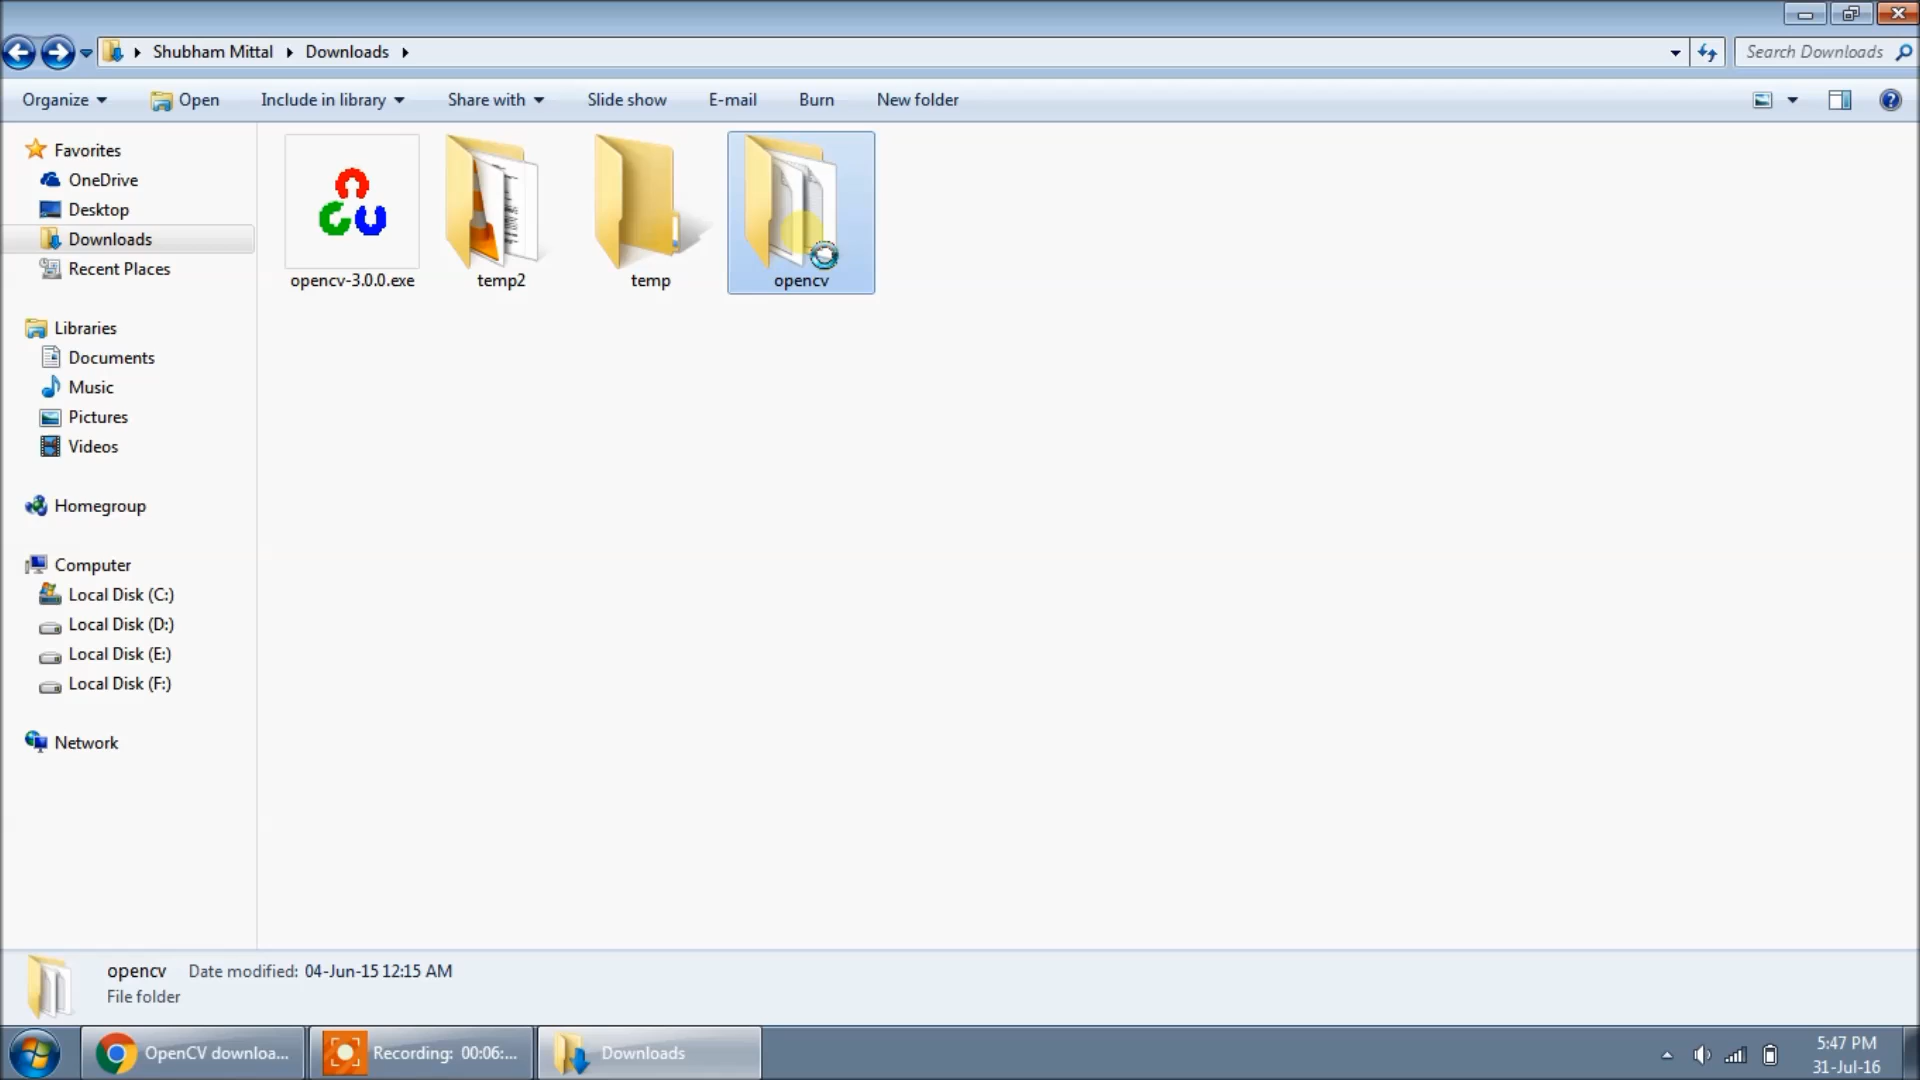 Shubham Mittal Downloads
Search Downloads
Organize Open Include in library Share with Slide show E-mail Burn New folder
Favorites
OneDrive
Desktop
Downloads
Recent Places
Libraries
Documents
Music
Pictures
Videos
Homegroup
Computer
Local Disk (C:)
Local Disk (D:)
Local Disk (E:)
Local Disk (F:)
Network
opencv-3.0.0.exe temp2 temp opencv
opencv Date modified: 04-Jun-15 12:15 AM
File folder
OpenCV downloa... Recording: 00:06:... Downloads
5:47 PM
31-Jul-16